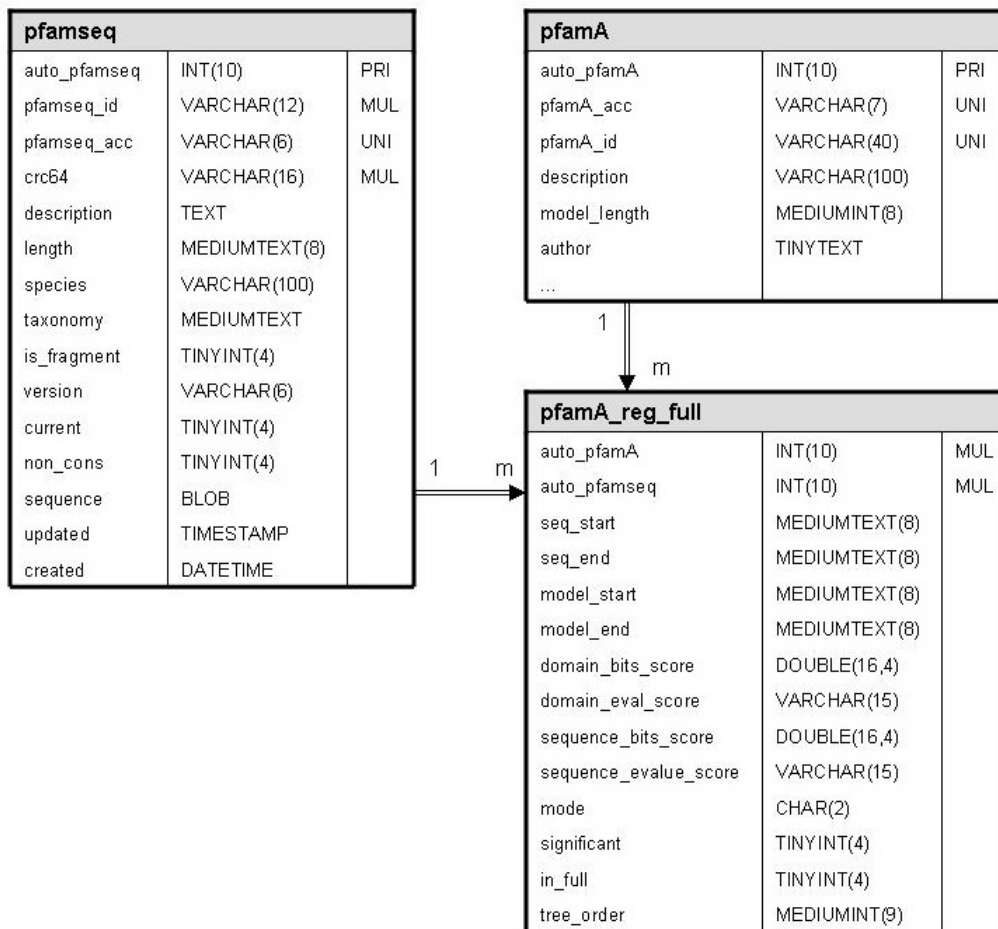 pfamseq
auto_pfamseq INT(10) PRI
pfamseq_id VARCHAR(12) MUL
pfamseq_acc VARCHAR(6) UNI
crc64 VARCHAR(16) MUL
description TEXT
length MEDIUMTEXT(8)
species VARCHAR(100)
taxonomy MEDIUMTEXT
is_fragment TINYINT(4)
version VARCHAR(6)
current TINYINT(4)
non_cons TINYINT(4)
sequence BLOB
updated TIMESTAMP
created DATETIME
pfamA
auto_pfamA INT(10) PRI
pfamA_acc VARCHAR(7) UNI
pfamA_id VARCHAR(40) UNI
description VARCHAR(100)
model_length MEDIUMINT(8)
author TINYTEXT
...
1
m
1 m
pfamA_reg_full
auto_pfamA INT(10) MUL
auto_pfamseq INT(10) MUL
seq_start MEDIUMTEXT(8)
seq_end MEDIUMTEXT(8)
model_start MEDIUMTEXT(8)
model_end MEDIUMTEXT(8)
domain_bits_score DOUBLE(16,4)
domain_eval_score VARCHAR(15)
sequence_bits_score DOUBLE(16,4)
sequence_evalue_score VARCHAR(15)
mode CHAR(2)
significant TINYINT(4)
in_full TINYINT(4)
tree_order MEDIUMINT(9)